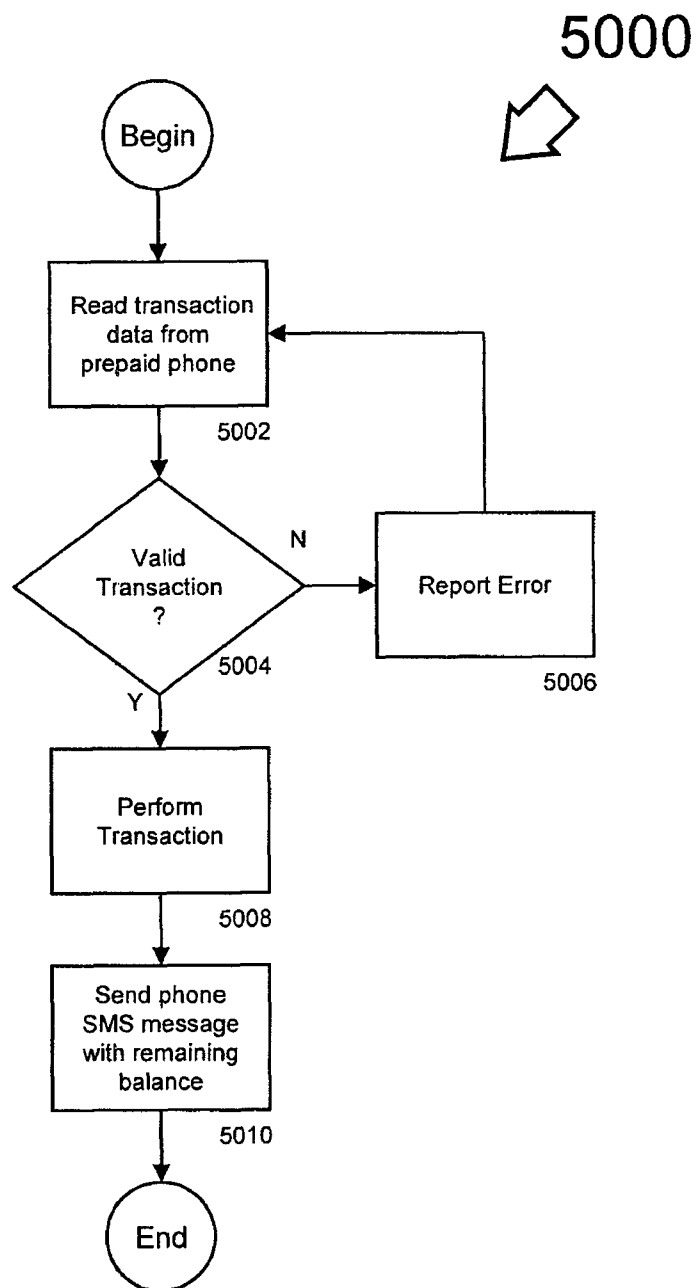 5000
Begin
Read transaction
data from
prepaid phone
5002
Valid
Transaction
?
5004
N
Report Error
5006
Y
Perform
Transaction
5008
Send phone
SMS message
with remaining
balance
5010
End